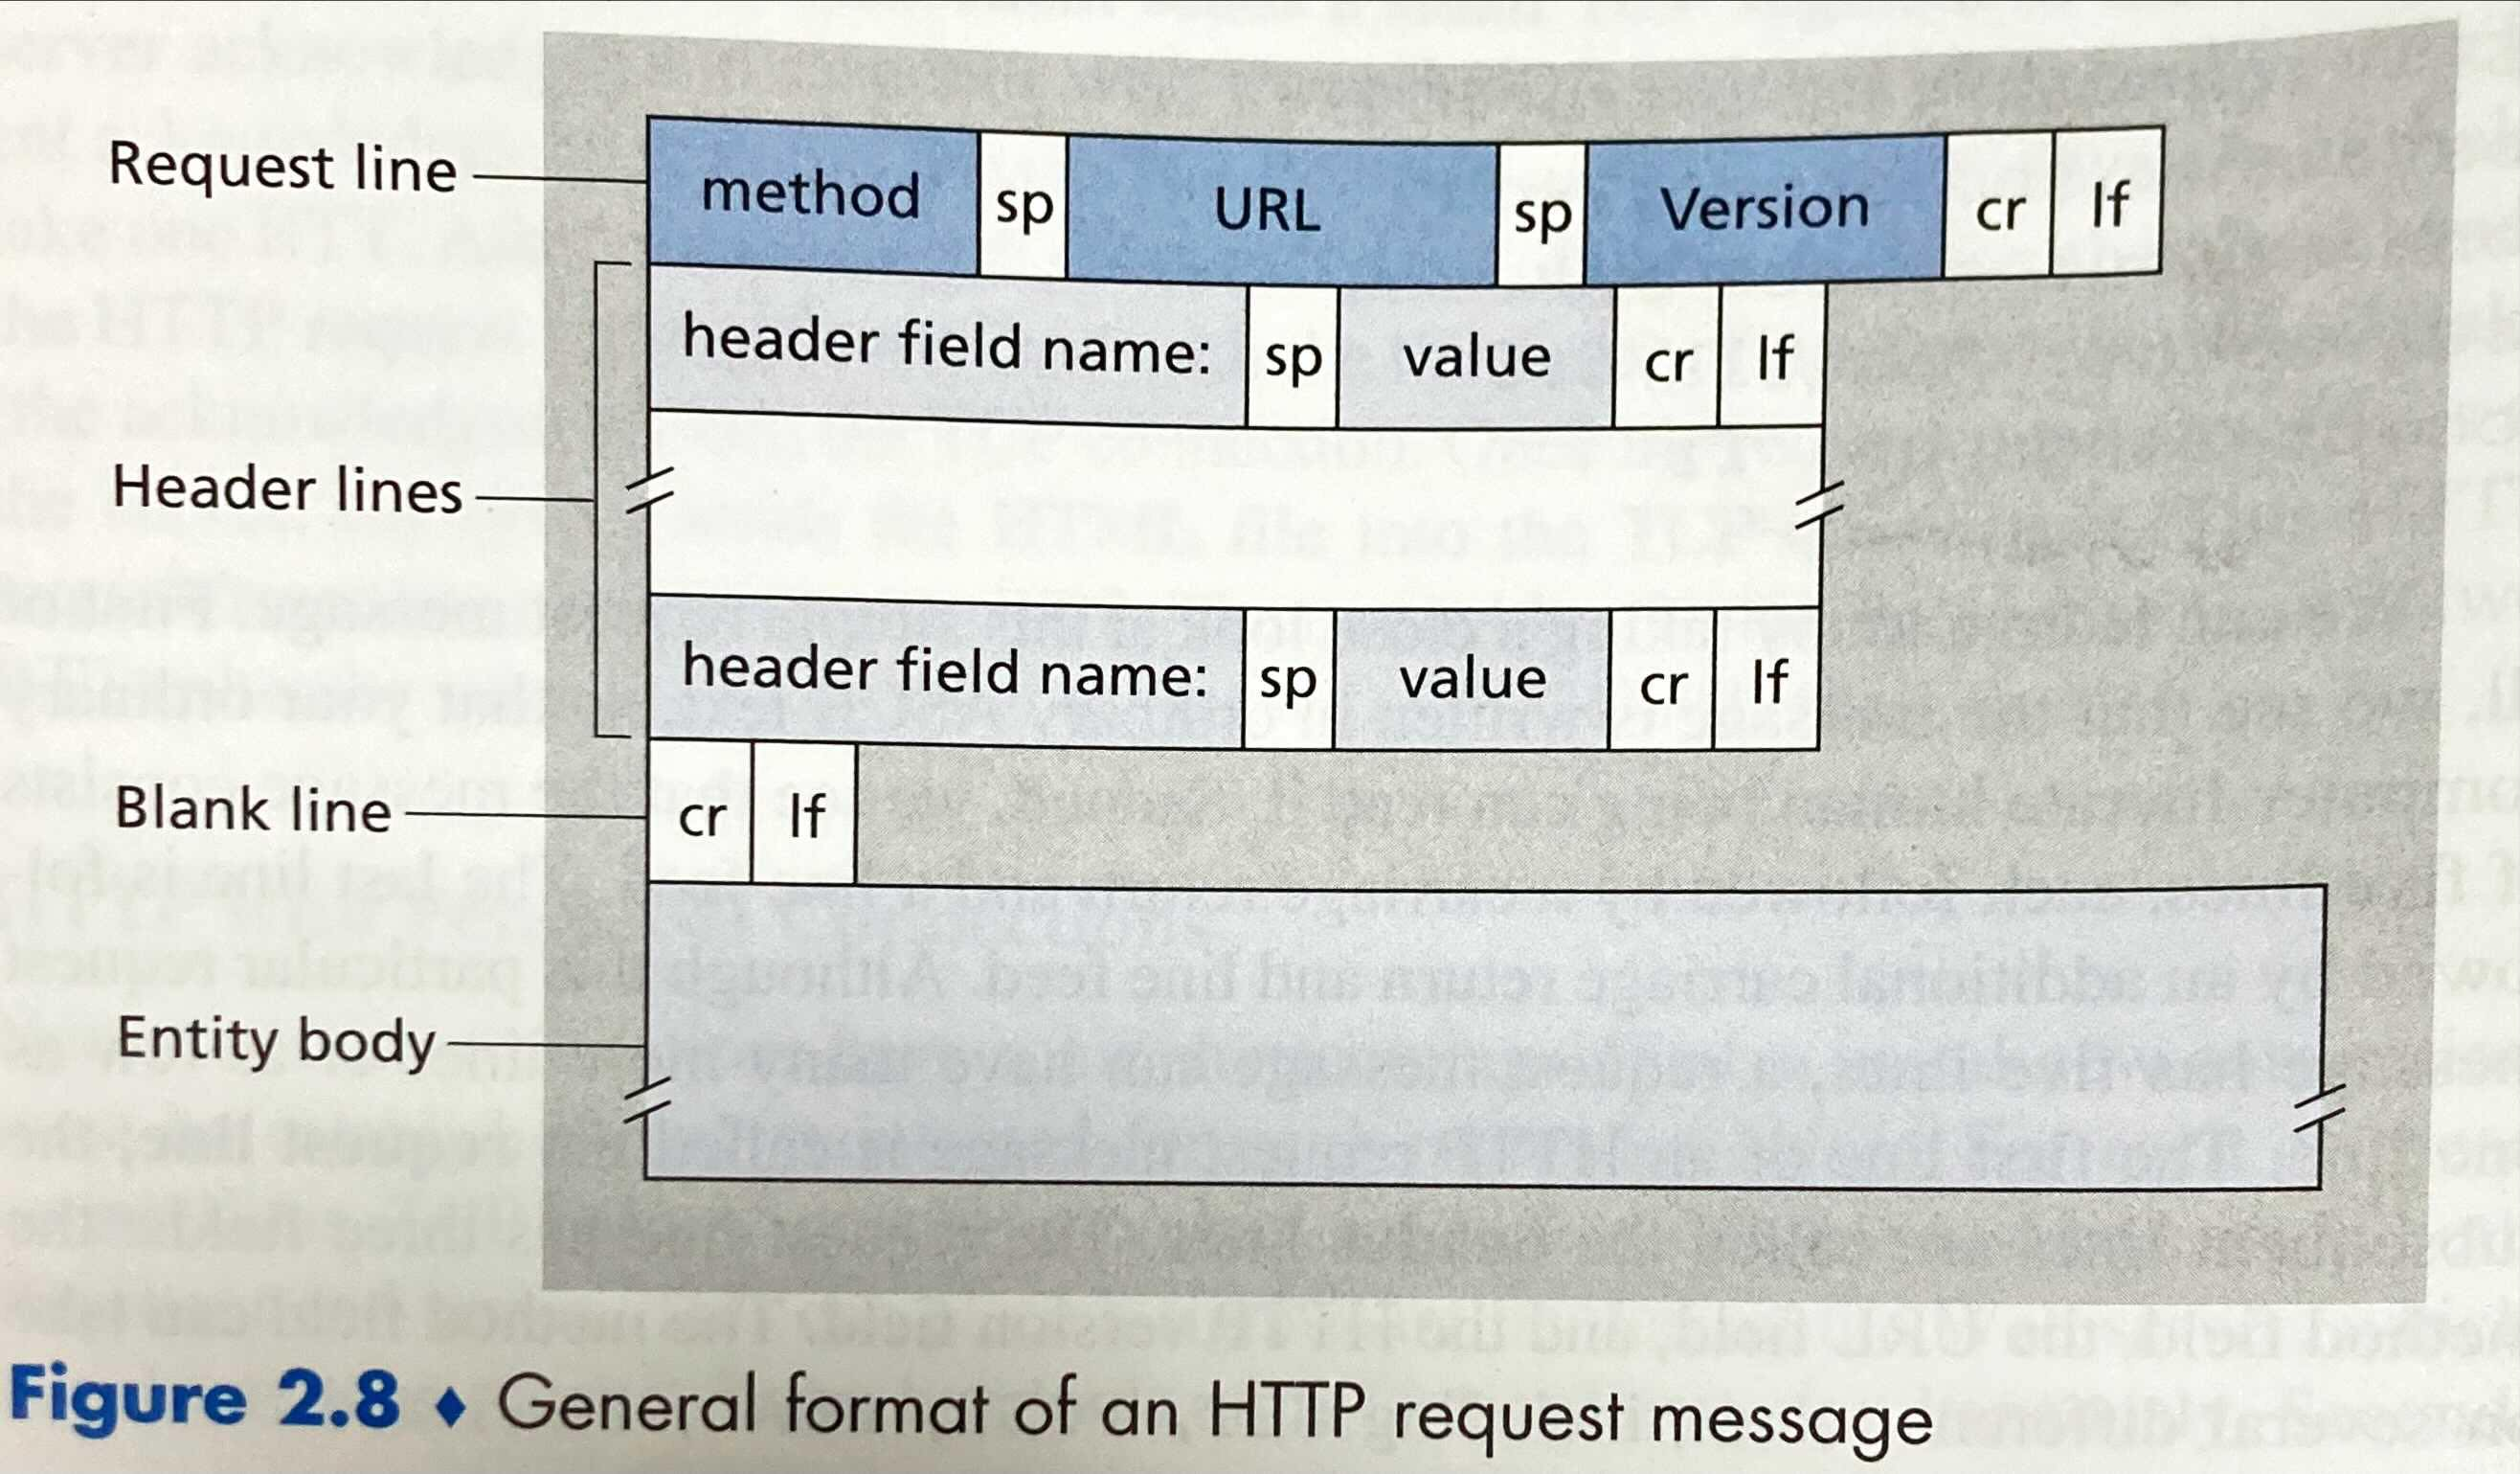 Request line
method sp URL sp Version cr lf
header field name: sp value cr lf
Header lines
header field name: sp value cr lf
Blank line
cr lf
Entity body
Figure 2.8 ♦ General format of an HTTP request message